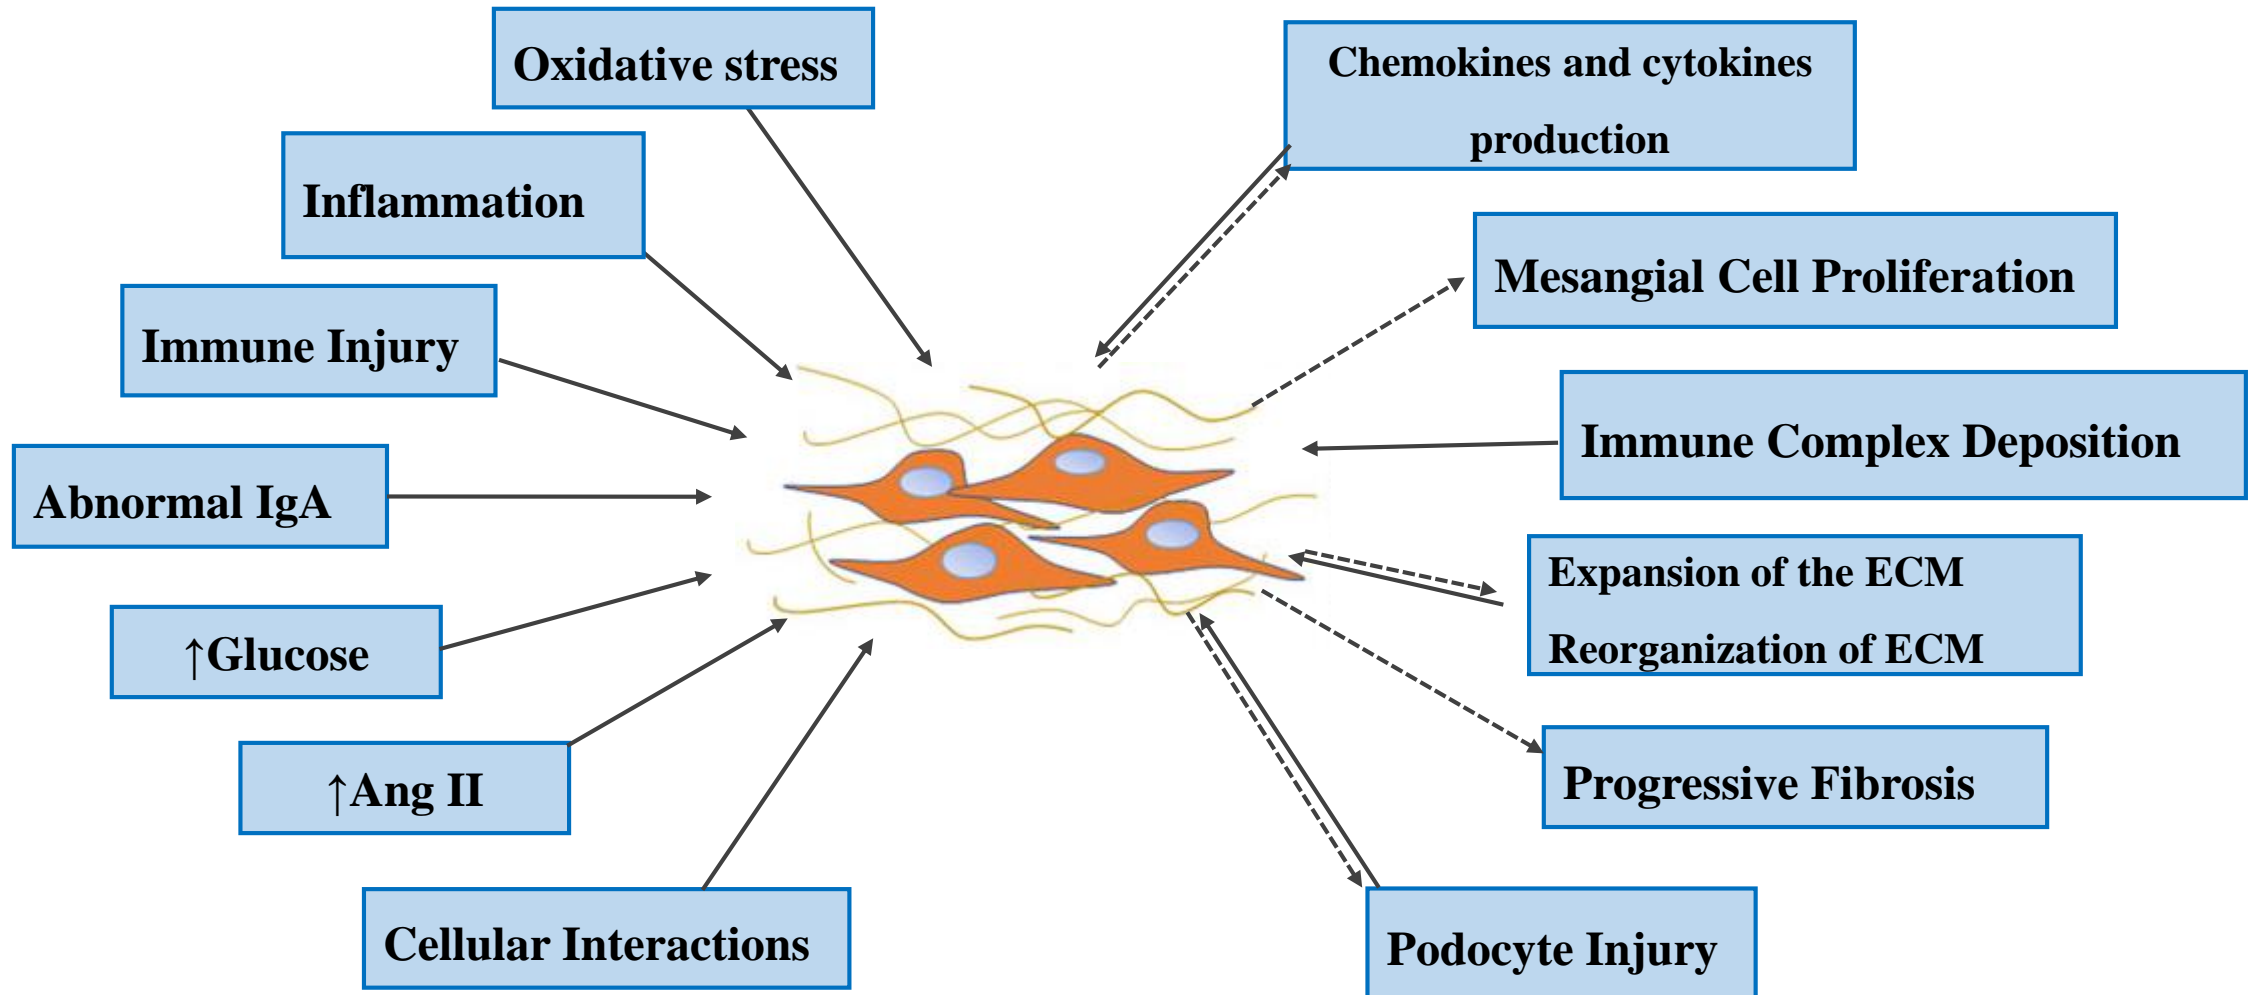 Oxidative stress
Chemokines and cytokines
production
Inflammation
Mesangial Cell Proliferation
Immune Injury
Immune Complex Deposition
Abnormal IgA
Expansion of the ECM
Reorganization of ECM
↑Glucose
↑Ang II
Progressive Fibrosis
Cellular Interactions
Podocyte Injury